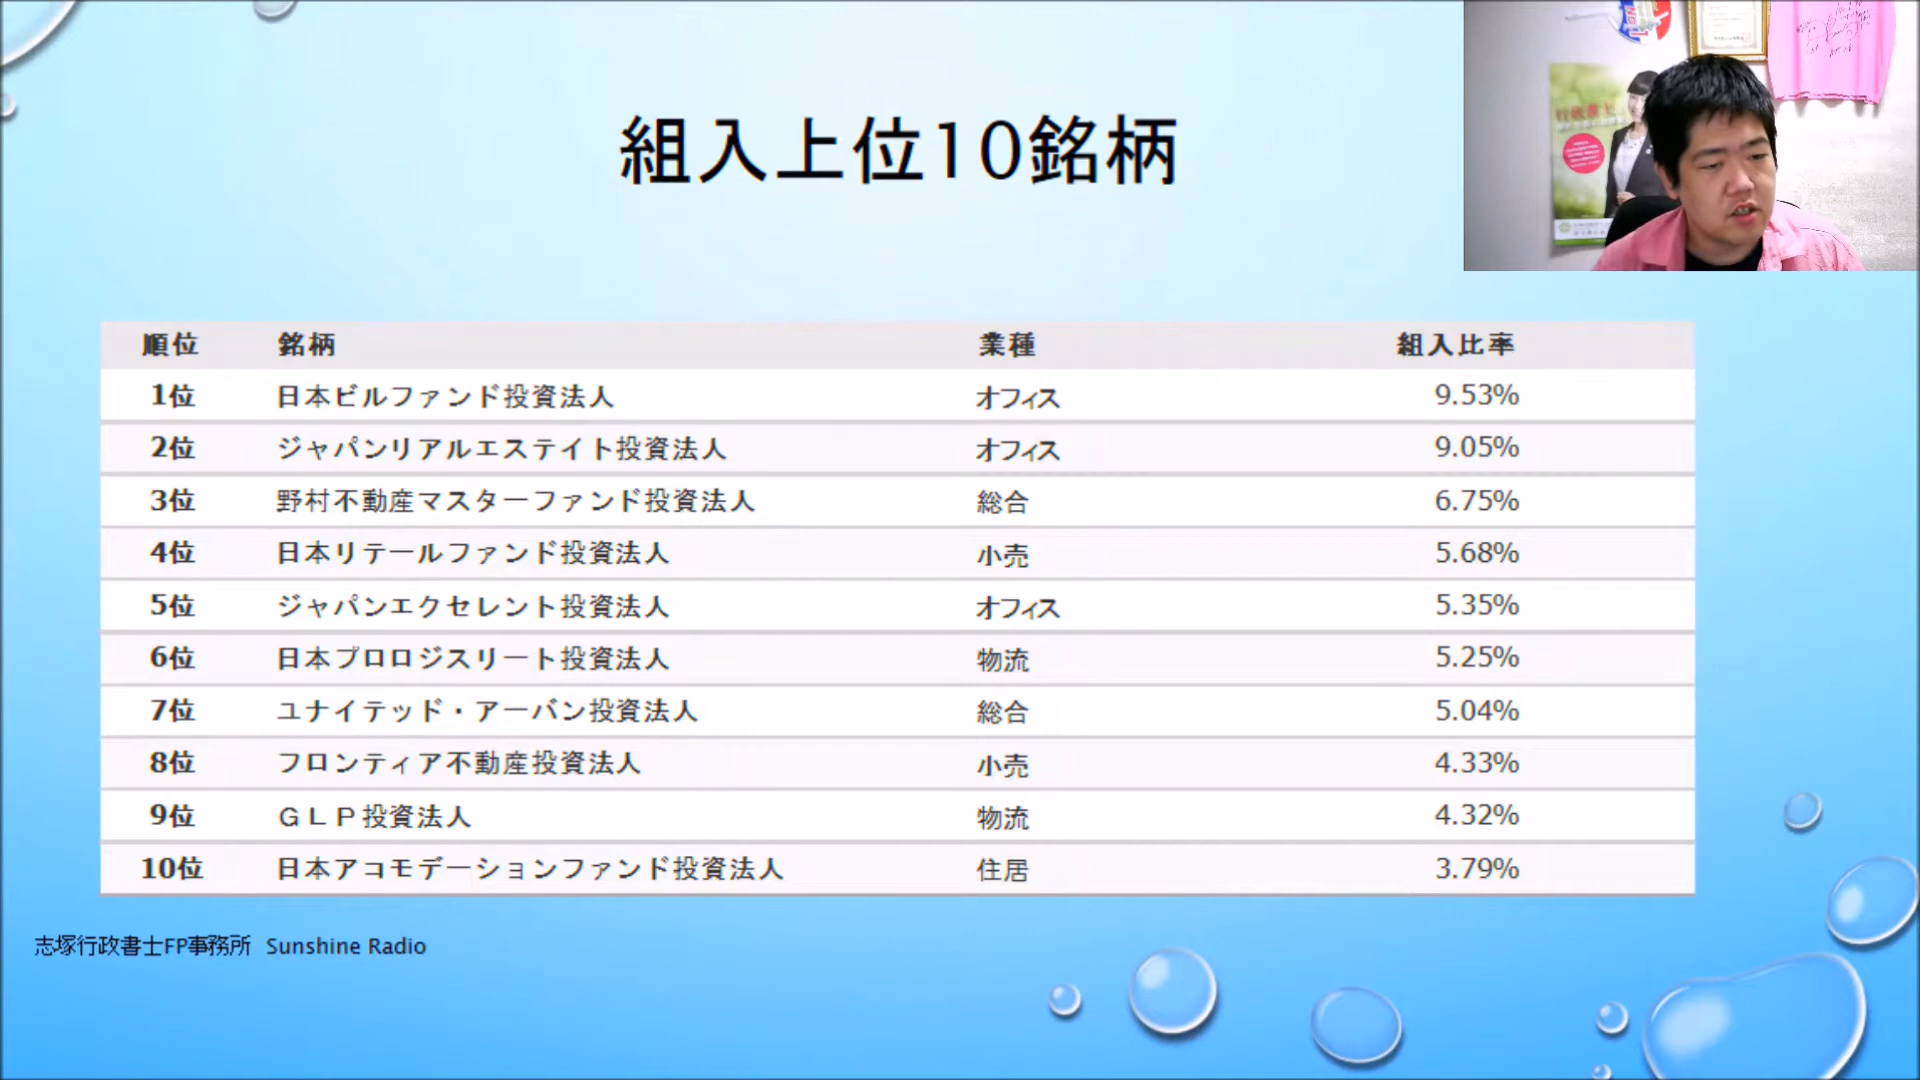 組入上位10銘柄
行政書士
順位 銘柄 業種 組入比率
1位 日本ビルファンド投資法人 オフィス 9.53%
2位 ジャパンリアルエステイト投資法人 オフィス 9.05%
3位 野村不動産マスターファンド投資法人 総合 6.75%
4位 日本リテールファンド投資法人 小売 5.68%
5位 ジャパンエクセレント投資法人 オフィス 5.35%
6位 日本プロロジスリート投資法人 物流 5.25%
7位 ユナイテッド・アーバン投資法人 総合 5.04%
8位 フロンティア不動産投資法人 小売 4.33%
9位 ＧＬＰ投資法人 物流 4.32%
10位 日本アコモデーションファンド投資法人 住居 3.79%
志塚行政書士FP事務所 Sunshine Radio